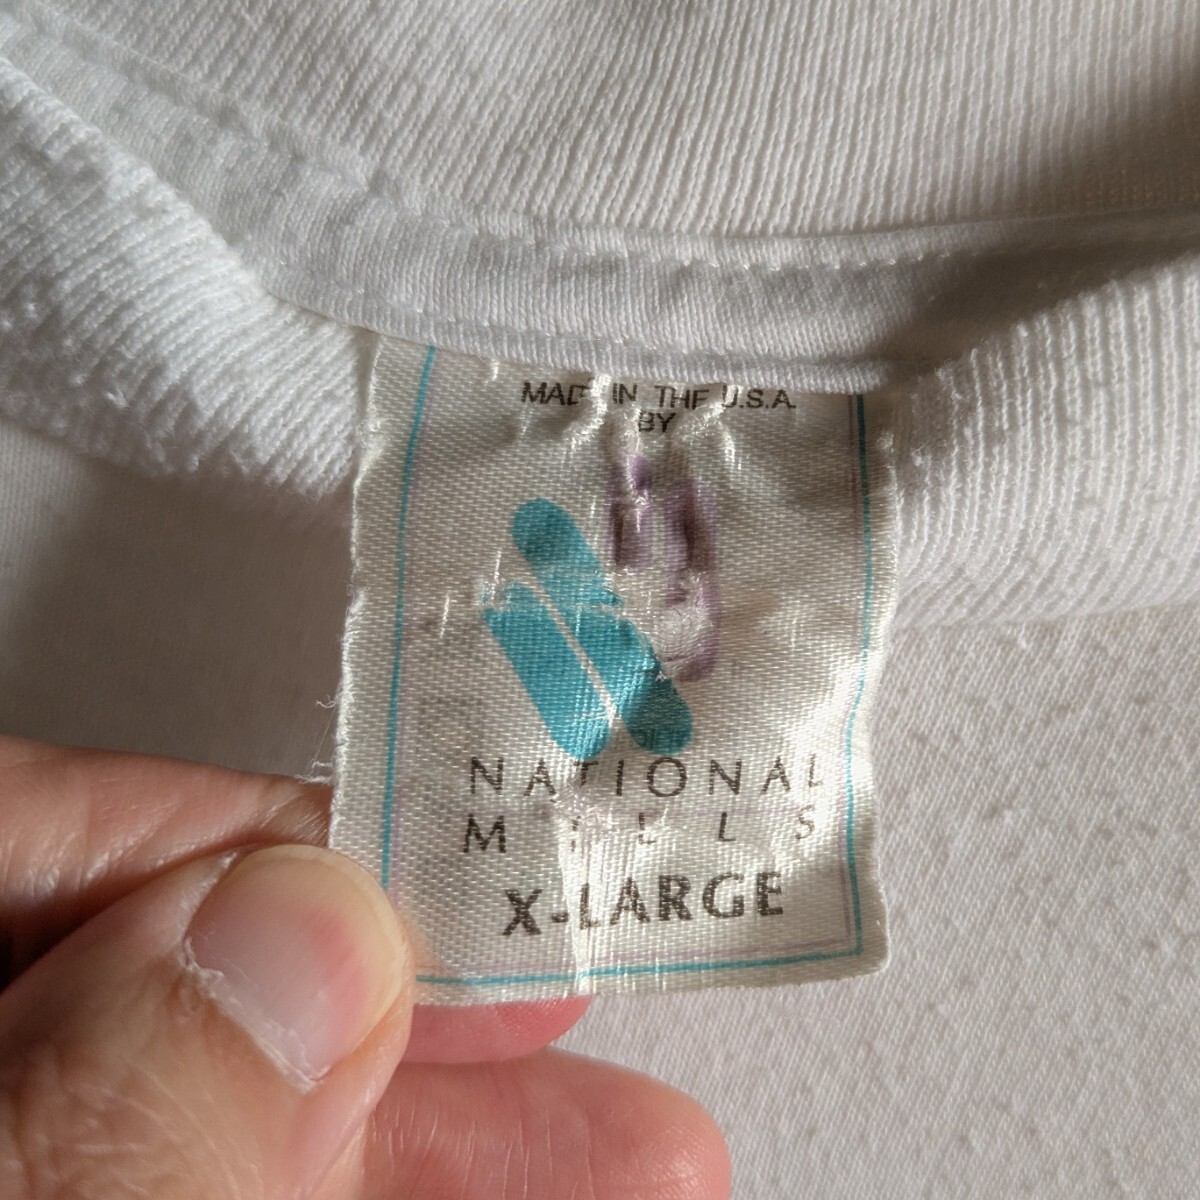 MADE IN THE U.S.A.
BY
NATIONAL
MILLS
X-LARGE